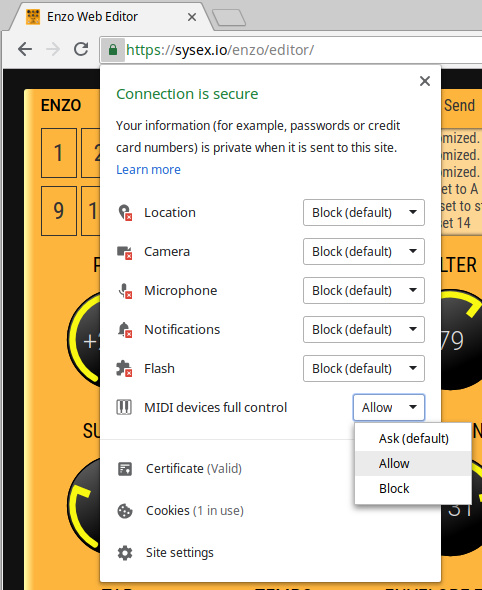 Enzo Web Editor
https://sysex.io/enzo/editor/
ENZO
Send
1
9
Connection is secure
Your information (for example, passwords or credit
card numbers) is private when it is sent to this site.
Learn more
Location Block (default)
Camera Block (default)
Microphone Block (default)
Notifications Block (default)
Flash Block (default)
MIDI devices full control Allow
Ask (default)
Allow
Block
Certificate (Valid)
Cookies (1 in use)
Site settings
omized.
omized.
omized.
et to A
set to s
et 14
LTER
79
SU
31
TEMPO